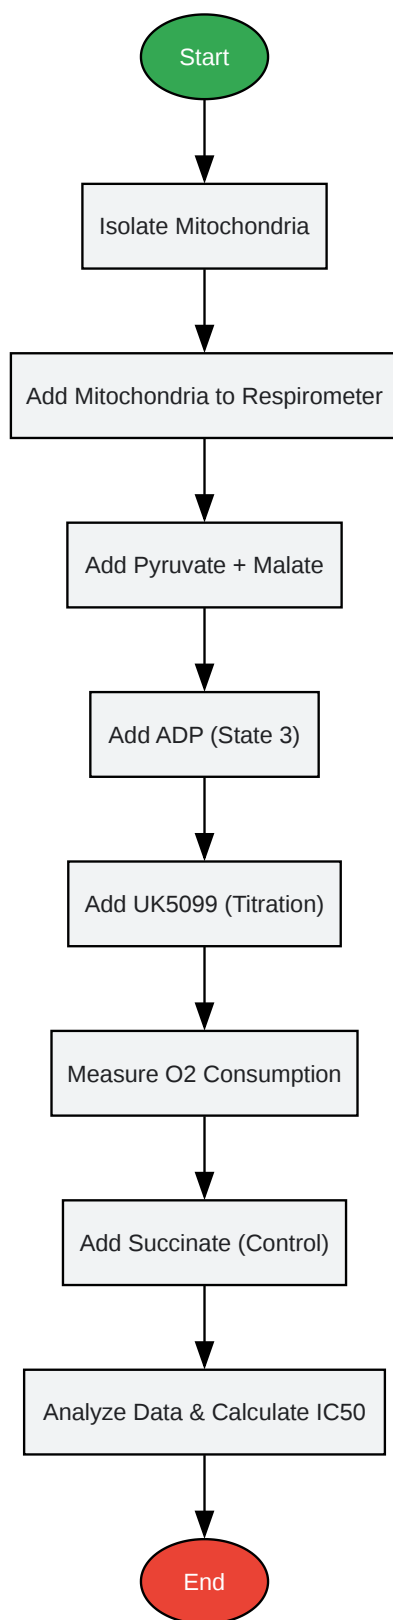 Start
Isolate Mitochondria
Add Mitochondria to Respirometer
Add Pyruvate + Malate
Add ADP (State 3)
Add UK5099 (Titration)
Measure O2 Consumption
Add Succinate (Control)
Analyze Data & Calculate IC50
End